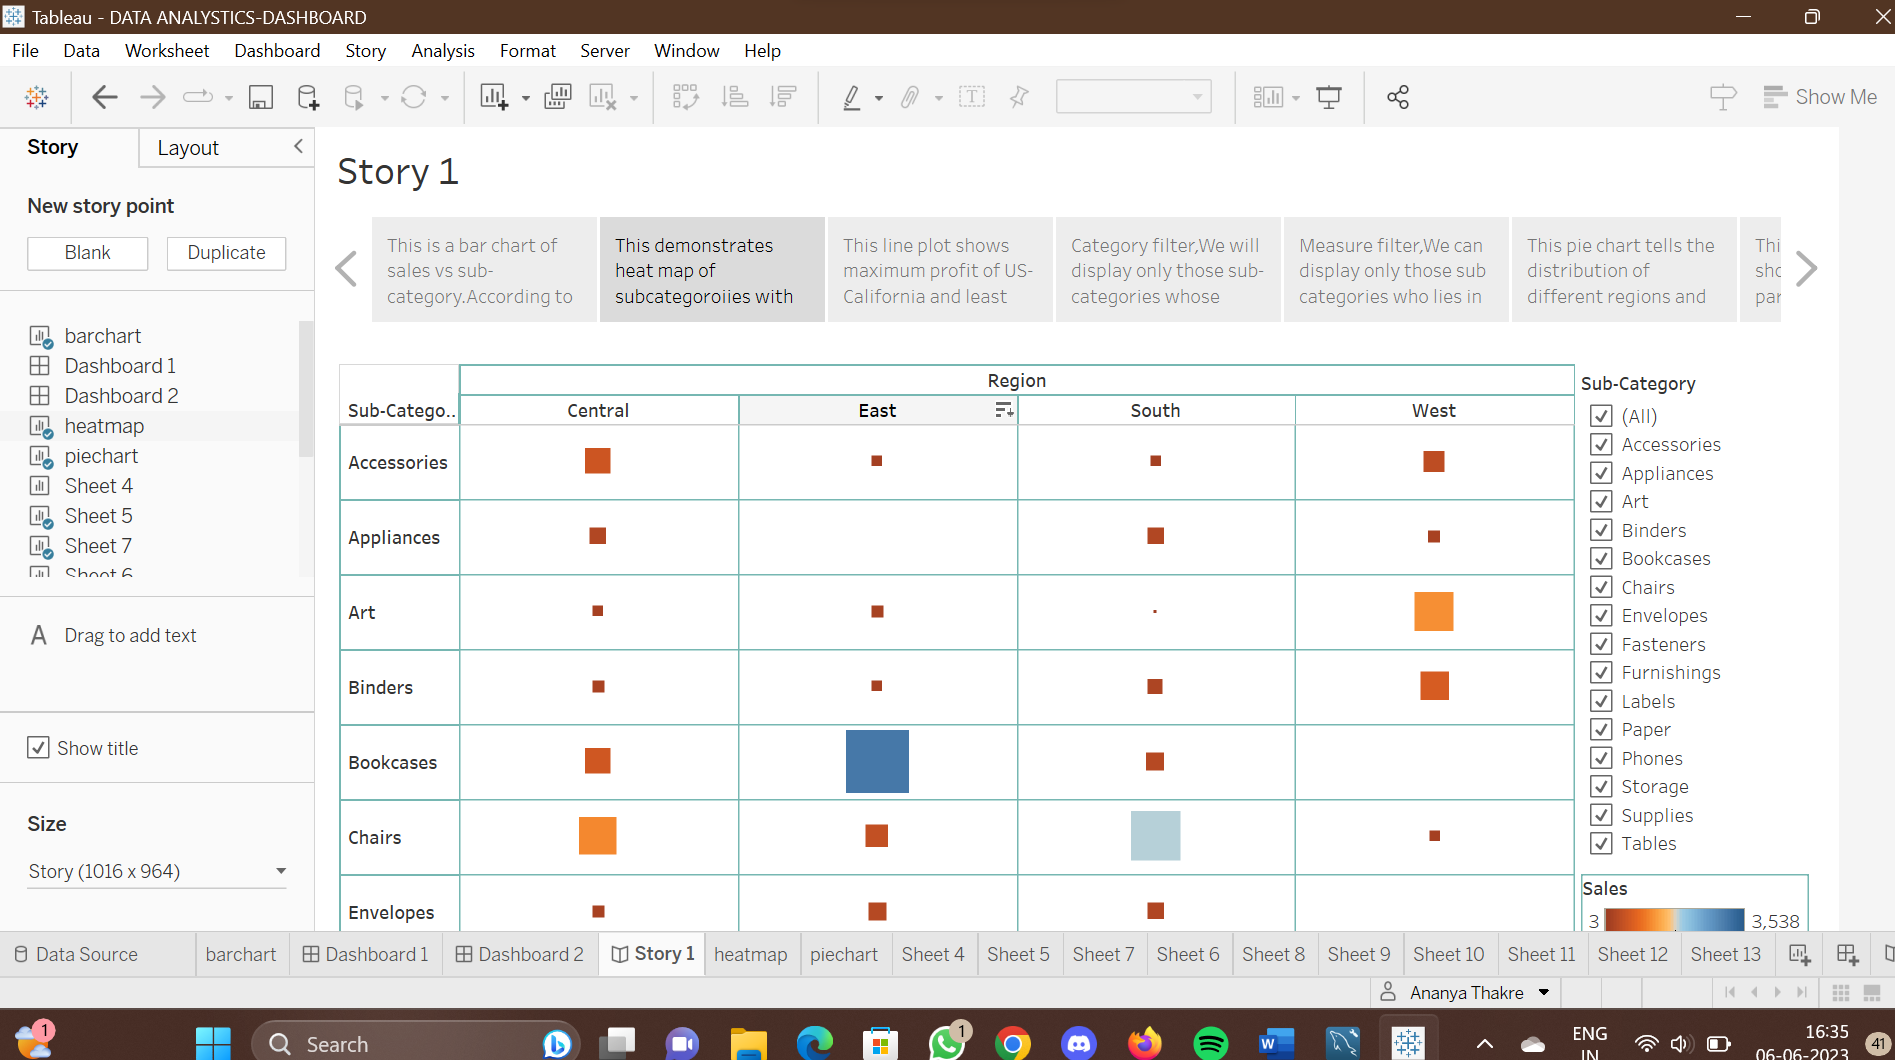 Tableau - DATA ANALYSTICS-DASHBOARD
File Data Worksheet Dashboard Story Analysis Format Server Window Help
Show Me
Story Layout
New story point
Blank Duplicate
barchart
Dashboard 1
Dashboard 2
heatmap
piechart
Sheet 4
Sheet 5
Sheet 7
Sheet 6
A Drag to add text
Show title
Size
Story (1016 x 964)
Story 1
This is a bar chart of
sales vs sub-
category.According to
This demonstrates
heat map of
subcategoroiies with
This line plot shows
maximum profit of US-
California and least
Category filter,We will
display only those sub-
categories whose
Measure filter,We can
display only those sub
categories who lies in
This pie chart tells the
distribution of
different regions and
Thi
sho
par
Region
Sub-Catego.. Central East South West
Accessories
Appliances
Art
Binders
Bookcases
Chairs
Envelopes
Sub-Category
(All)
Accessories
Appliances
Art
Binders
Bookcases
Chairs
Envelopes
Fasteners
Furnishings
Labels
Paper
Phones
Storage
Supplies
Tables
Sales
3 3,538
Data Source barchart Dashboard 1 Dashboard 2 Story 1 heatmap piechart Sheet 4 Sheet 5 Sheet 7 Sheet 6 Sheet 8 Sheet 9 Sheet 10 Sheet 11 Sheet 12 Sheet 13
Ananya Thakre
1 Search 1 ENG 16:35 41
IN 06-06-2023